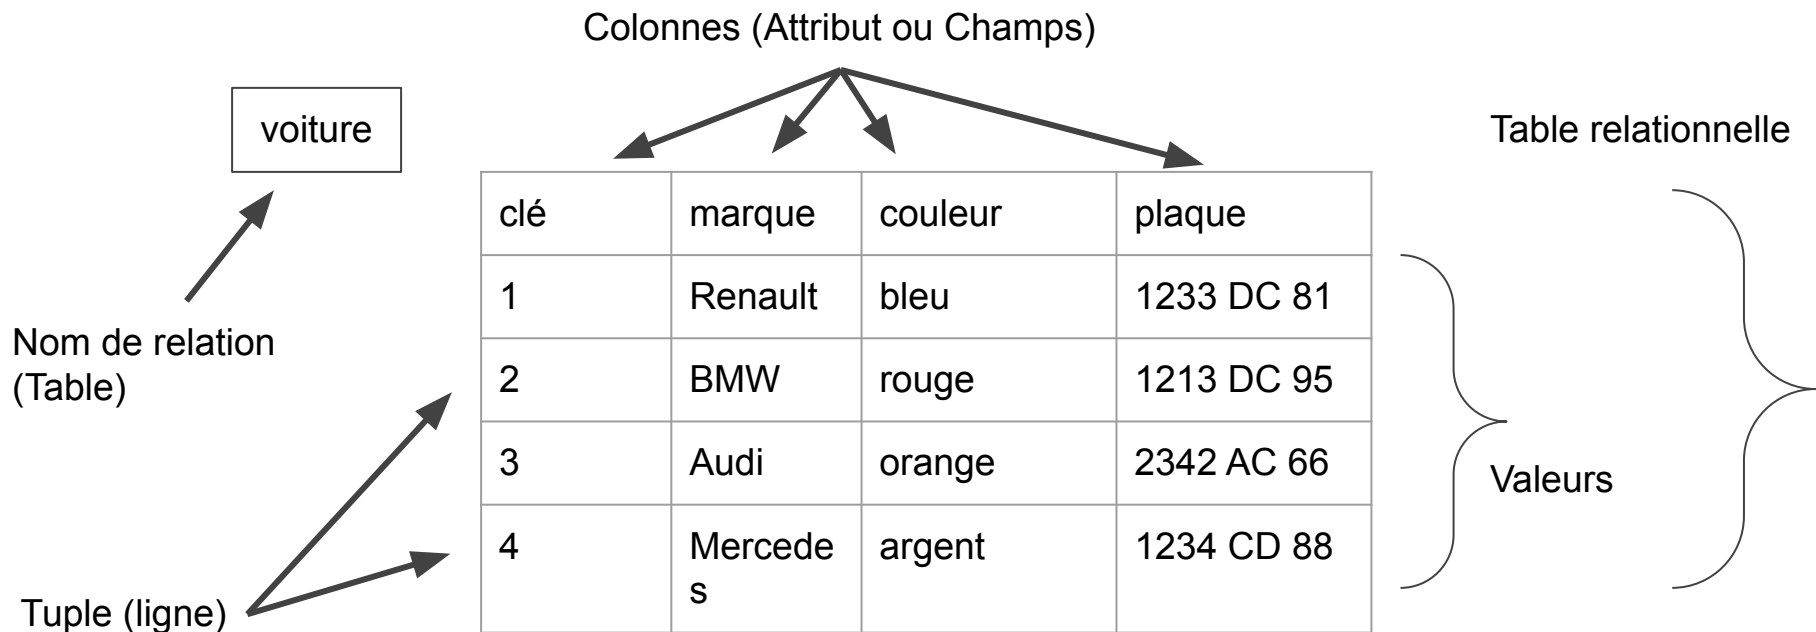 Colonnes (Attribut ou Champs)
voiture
Table relationnelle
clé marque couleur plaque
1 Renault bleu 1233 DC 81
Nom de relation
(Table)
2 BMW rouge 1213 DC 95
3 Audi orange 2342 AC 66
Valeurs
4 Mercede argent 1234 CD 88
s
Tuple (ligne)